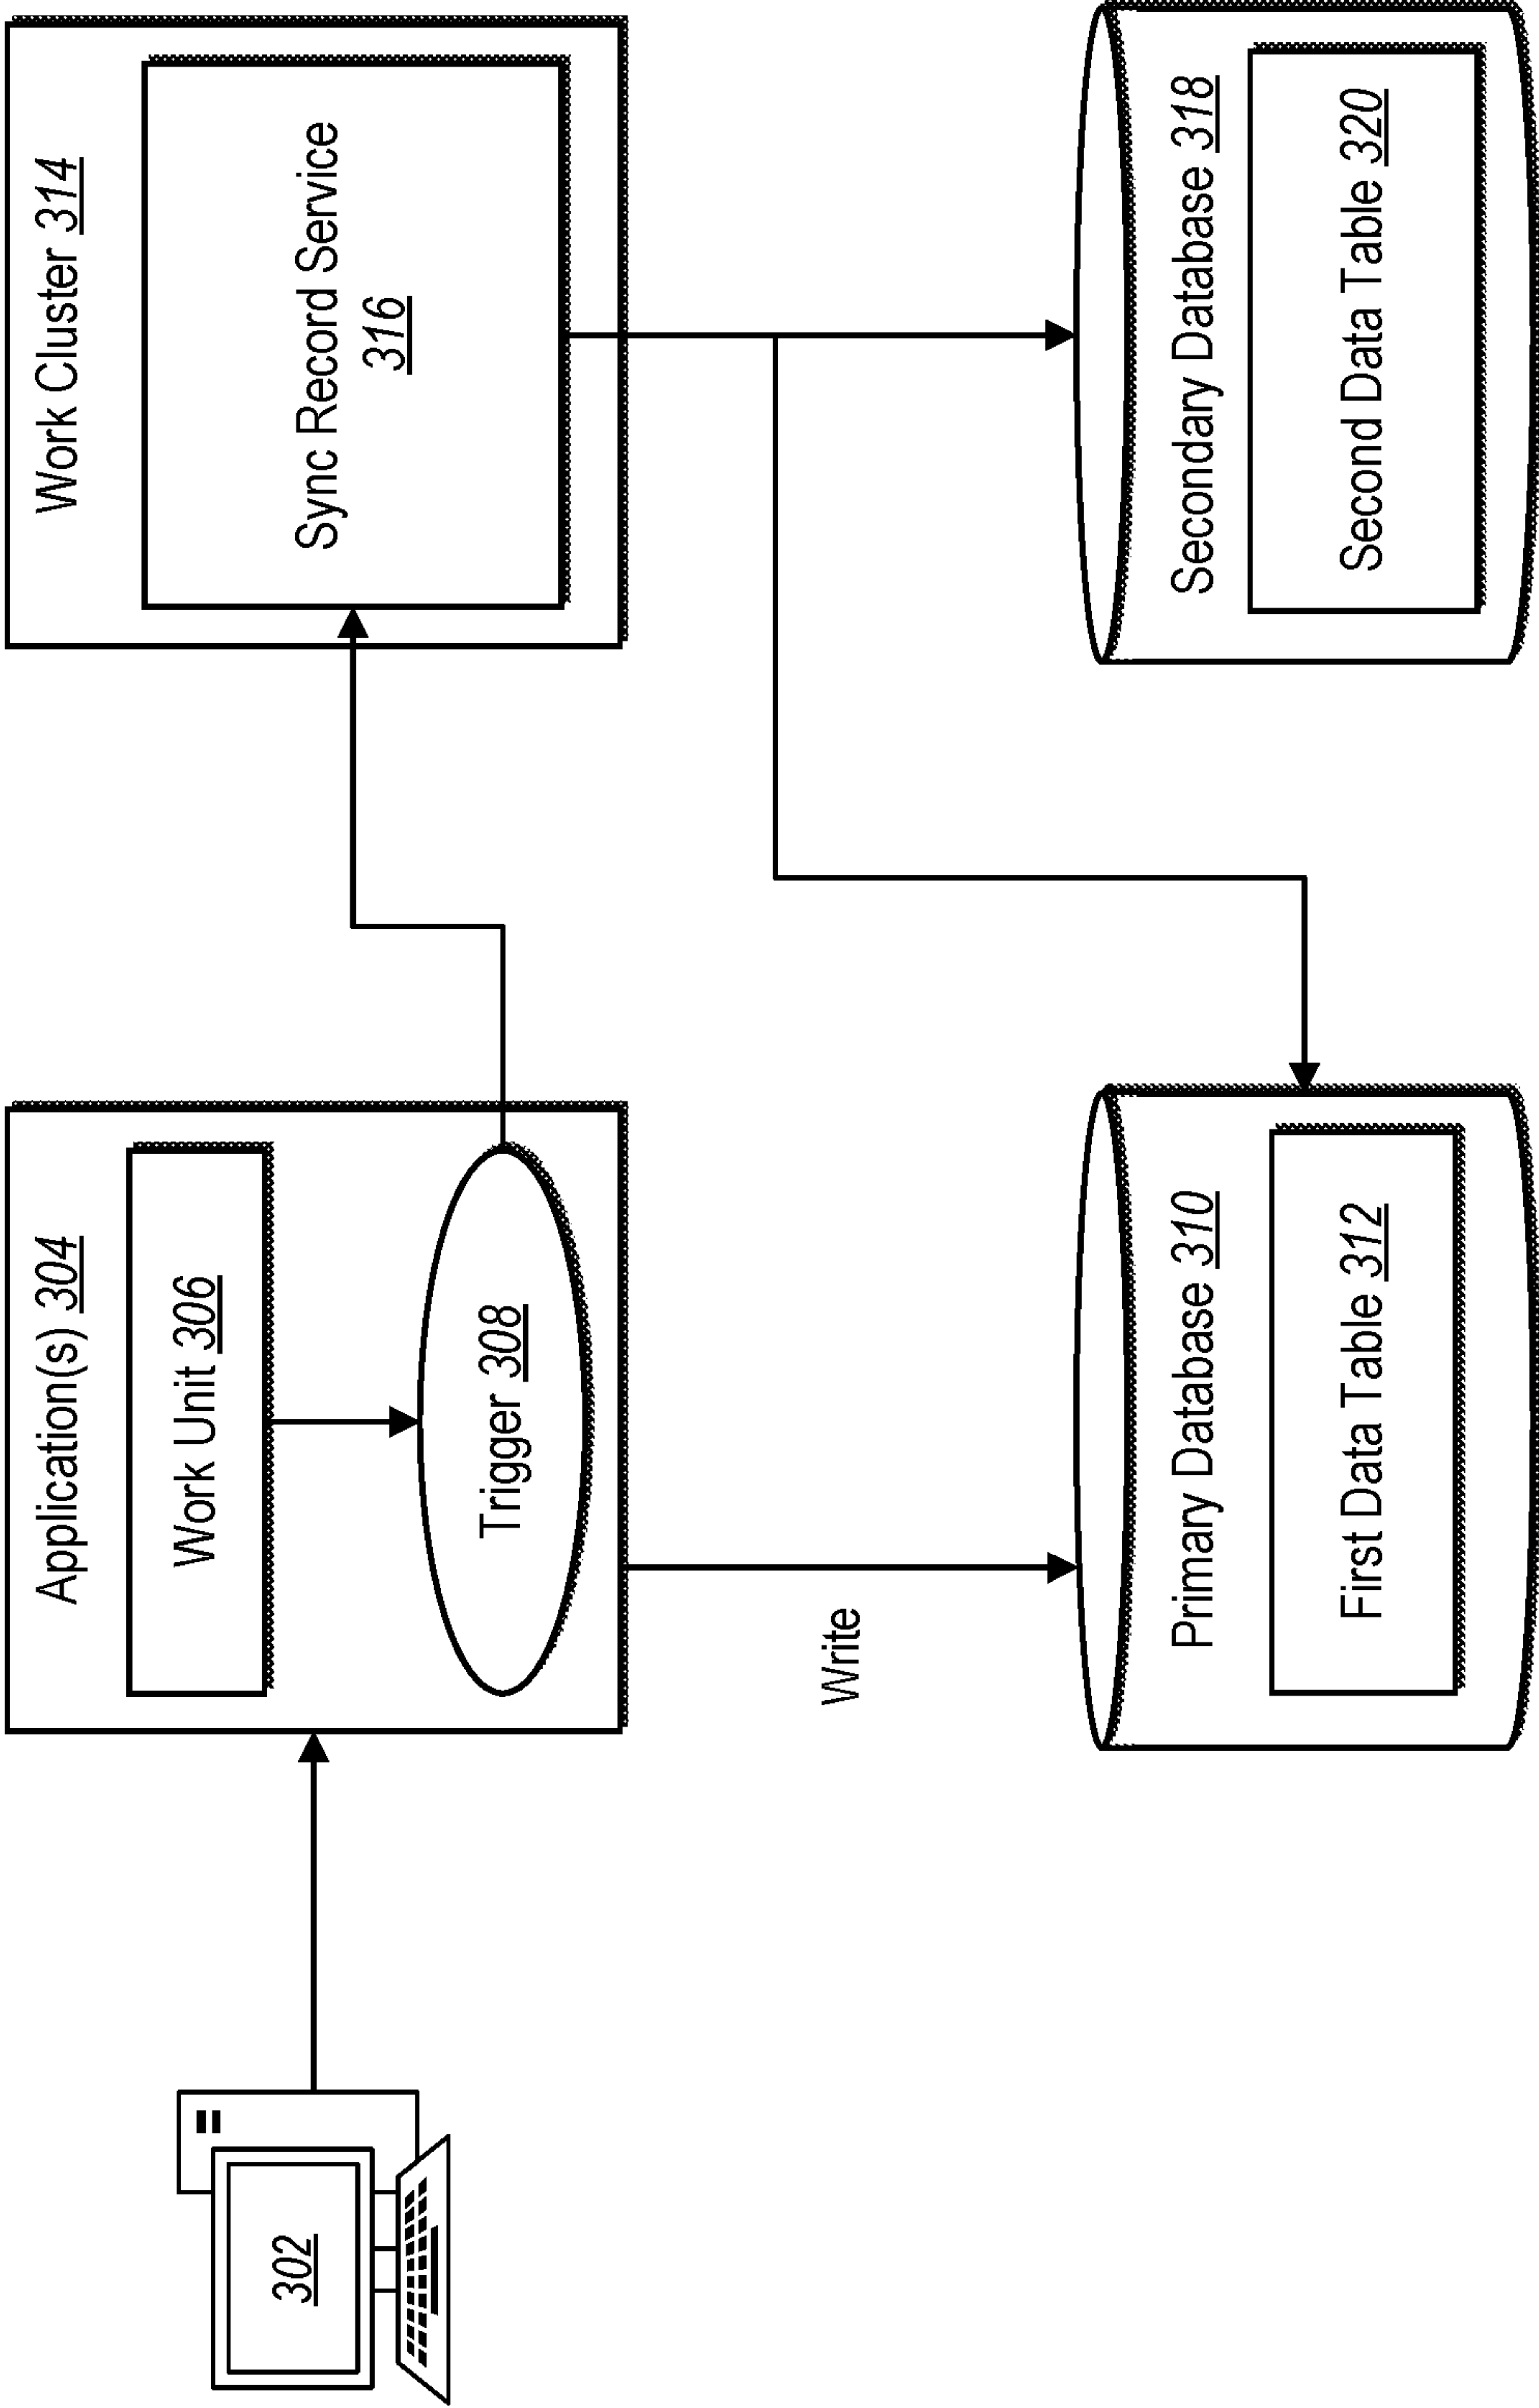 302
Application(s) 304
Work Unit 306
Trigger 308
Write
Primary Database 310
First Data Table 312
Work Cluster 314
Sync Record Service
316
Secondary Database 318
Second Data Table 320